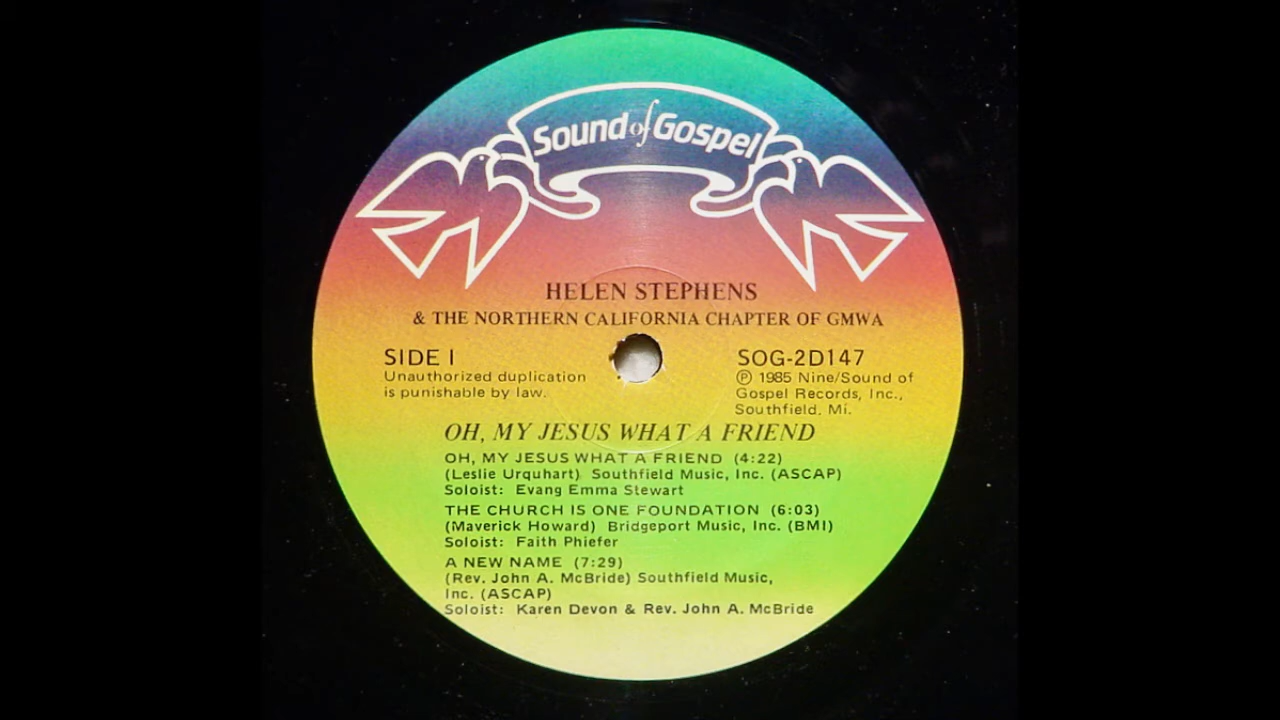 Sound of Gospel
HELEN STEPHENS
& THE NORTHERN CALIFORNIA CHAPTER OF GMWA
SIDE I
Unauthorized duplication
is punishable by law.
SOG-2D147
℗ 1985 Nine/Sound of
Gospel Records, Inc.,
Southfield, Mi.
OH, MY JESUS WHAT A FRIEND
OH, MY JESUS WHAT A FRIEND (4:22)
(Leslie Urquhart) Southfield Music, Inc. (ASCAP)
Soloist: Evang Emma Stewart
THE CHURCH IS ONE FOUNDATION (6:03)
(Maverick Howard) Bridgeport Music, Inc. (BMI)
Soloist: Faith Phiefer
A NEW NAME (7:29)
(Rev. John A. McBride) Southfield Music,
Inc. (ASCAP)
Soloist: Karen Devon & Rev. John A. McBride